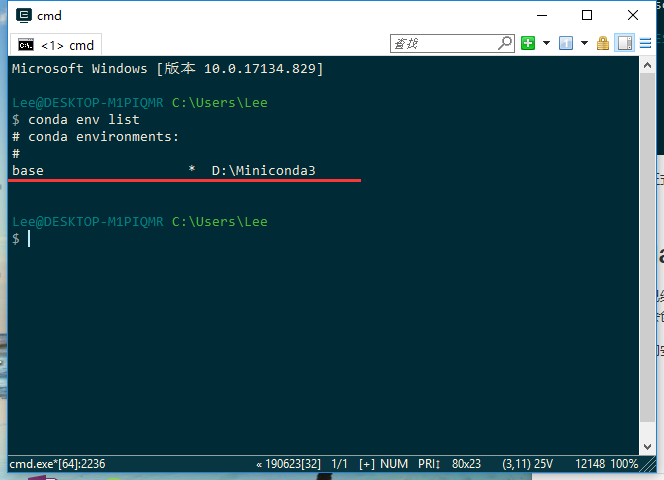 cmd
<1> cmd
查找
Microsoft Windows [版本 10.0.17134.829]
Lee@DESKTOP-M1PIQMR C:\Users\Lee
$ conda env list
# conda environments:
#
base                  *  D:\Miniconda3
Lee@DESKTOP-M1PIQMR C:\Users\Lee
$
cmd.exe*[64]:2236 « 190623[32] 1/1 [+] NUM PRI↕ 80x23 (3,11) 25V 12148 100%